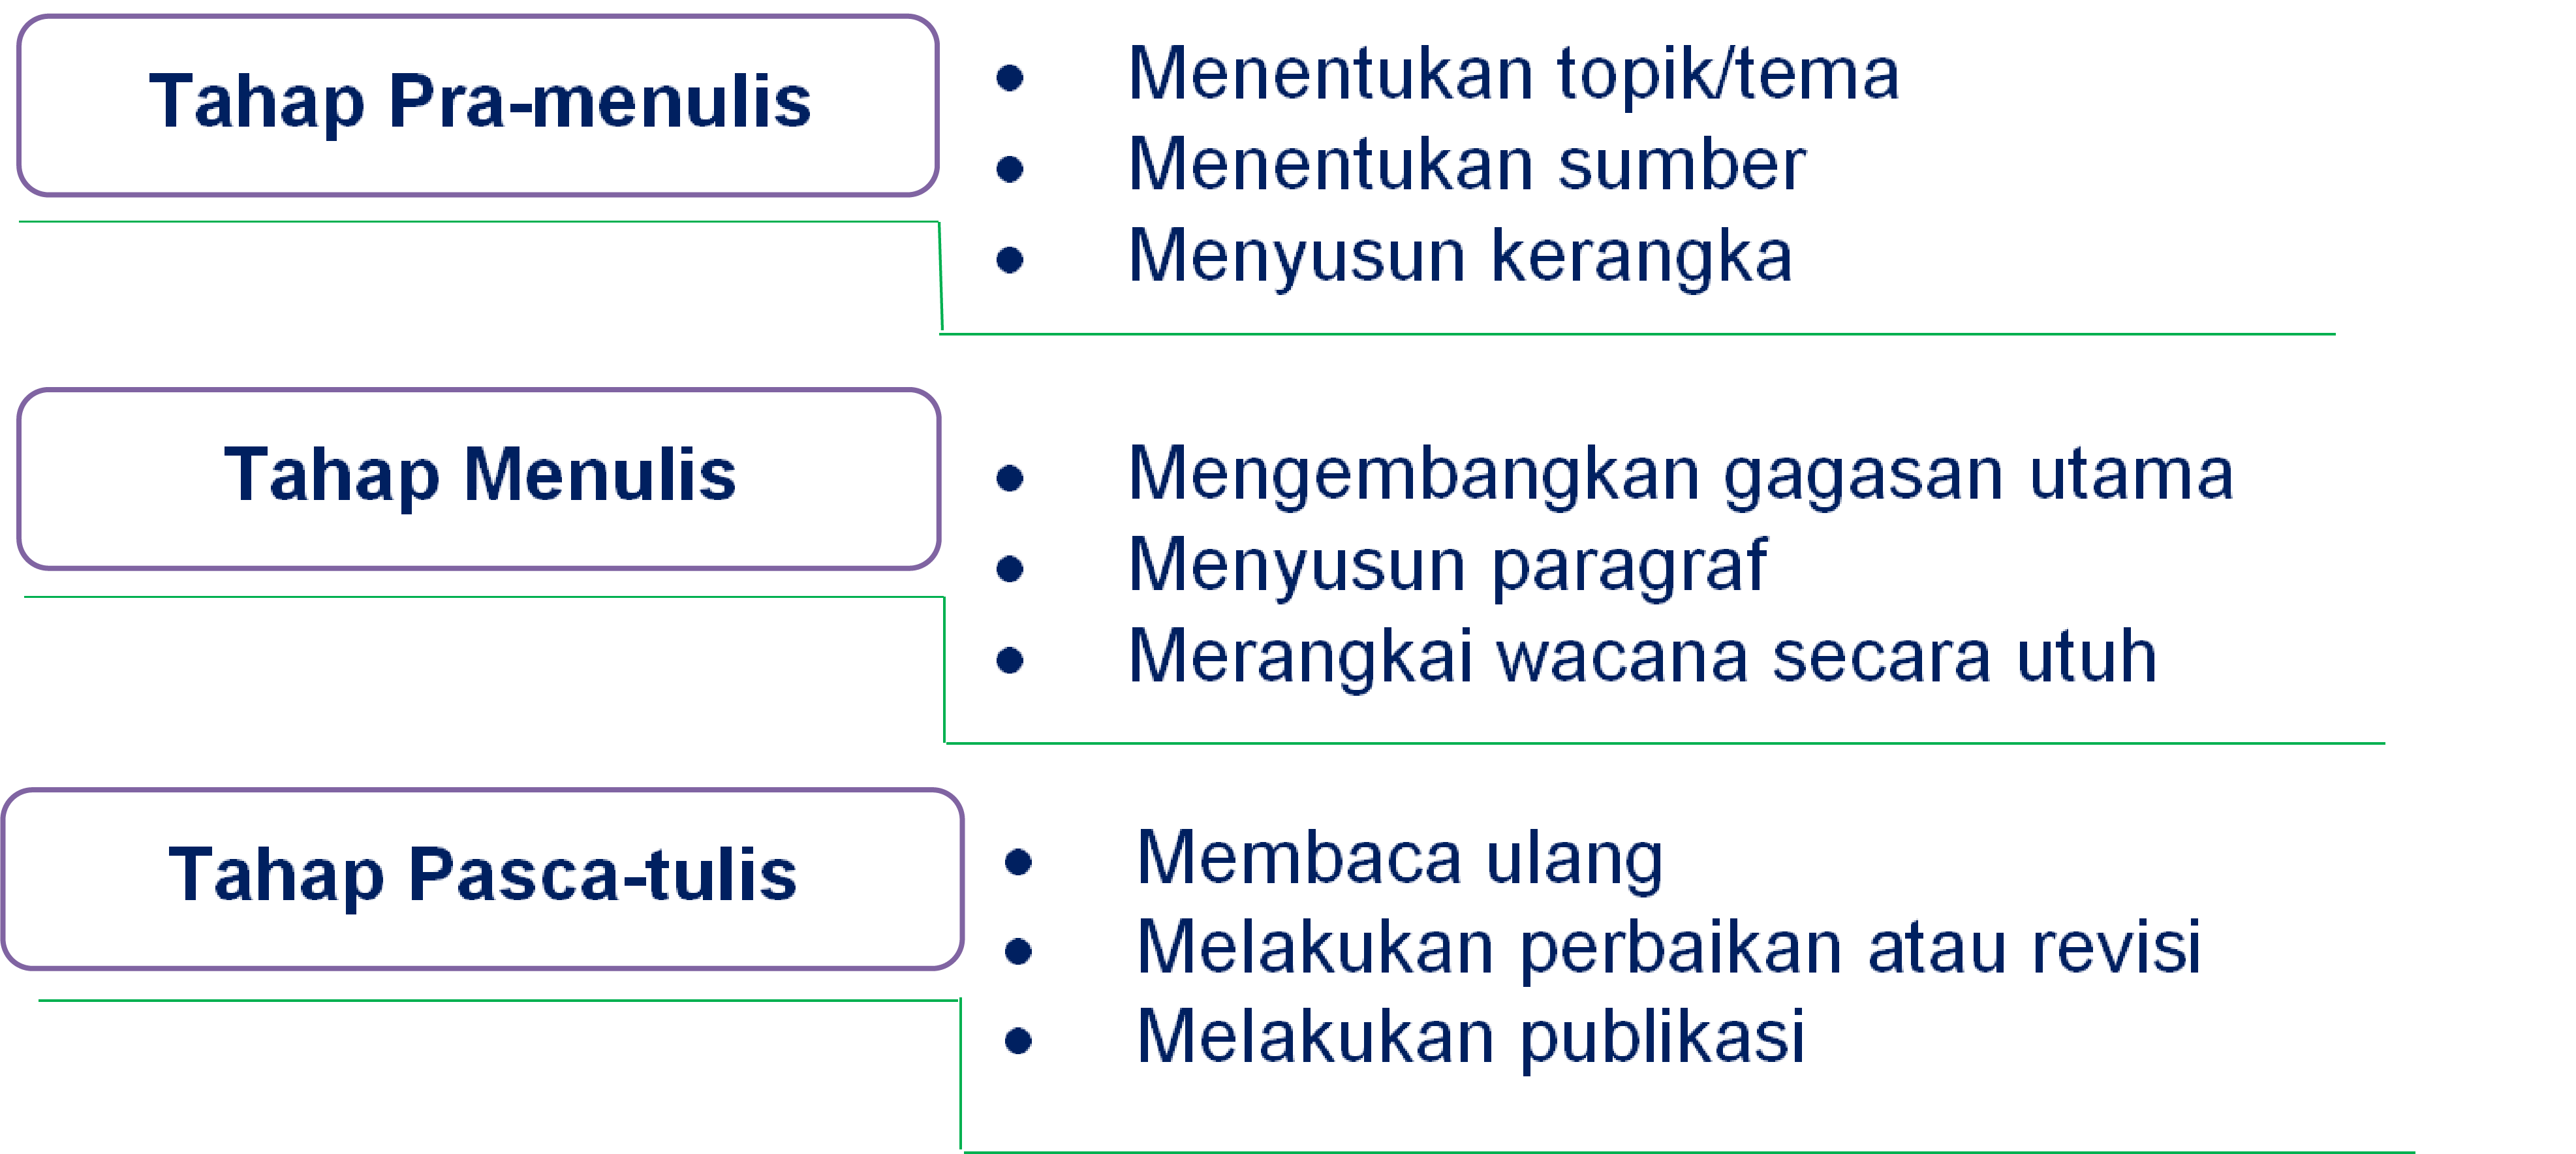 Tahap Pra-menulis
• Menentukan topik/tema
• Menentukan sumber
• Menyusun kerangka
Tahap Menulis
• Mengembangkan gagasan utama
• Menyusun paragraf
• Merangkai wacana secara utuh
Tahap Pasca-tulis
• Membaca ulang
• Melakukan perbaikan atau revisi
• Melakukan publikasi